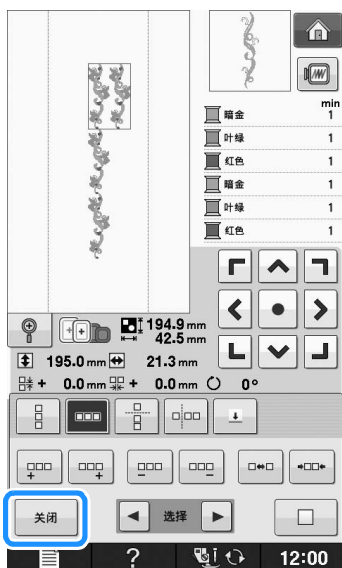 min
暗金 1
叶绿 1
红色 1
暗金 1
叶绿 1
红色 1
194.9 mm
42.5 mm
195.0 mm 21.3 mm
+ 0.0 mm + 0.0 mm 0°
关闭 选择
? 12:00